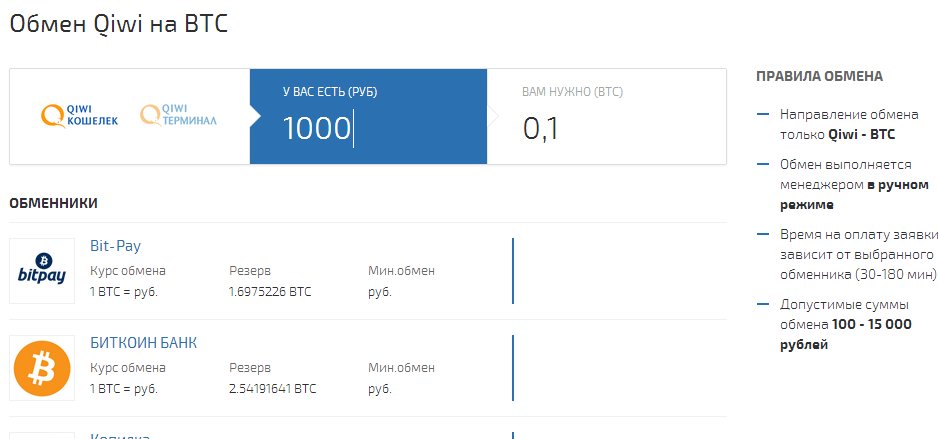 Обмен Qiwi на BTC
QIWI
КОШЕЛЕК
QIWI
ТЕРМИНАЛ
У ВАС ЕСТЬ (РУБ)
1000
ВАМ НУЖНО (BTC)
0,1
ОБМЕННИКИ
bitpay
Bit-Pay
Курс обмена
Резерв
Мин.обмен
1 BTC = руб.
1.6975226 BTC
руб.
БИТКОИН БАНК
Курс обмена
Резерв
Мин.обмен
1 BTC = руб.
2.54191641 BTC
руб.
Копилка
ПРАВИЛА ОБМЕНА
Направление обмена
только Qiwi - BTC
Обмен выполняется
менеджером в ручном
режиме
Время на оплату заявки
зависит от выбранного
обменника (30-180 мин)
Допустимые суммы
обмена 100 - 15 000
рублей